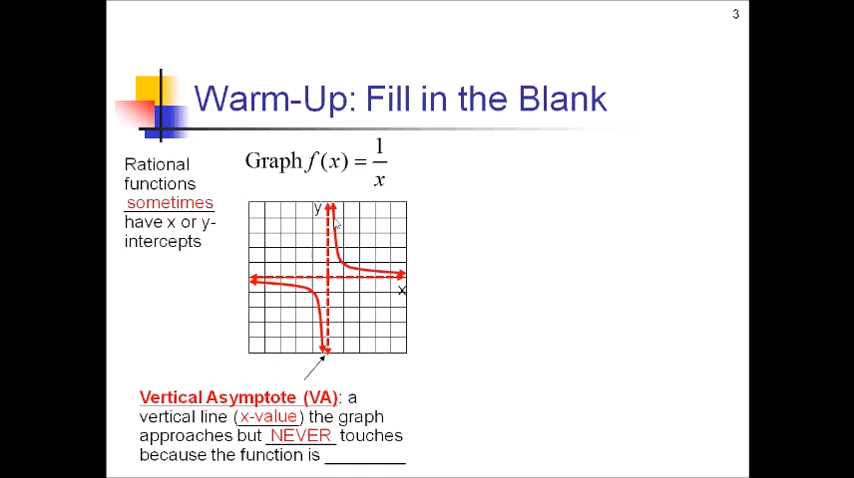 3
Warm-Up: Fill in the Blank
Rational
functions
sometimes
have x or y-
intercepts
Graph f(x) = 1/x
y
x
Vertical Asymptote (VA): a
vertical line (x-value) the graph
approaches but NEVER touches
because the function is ________